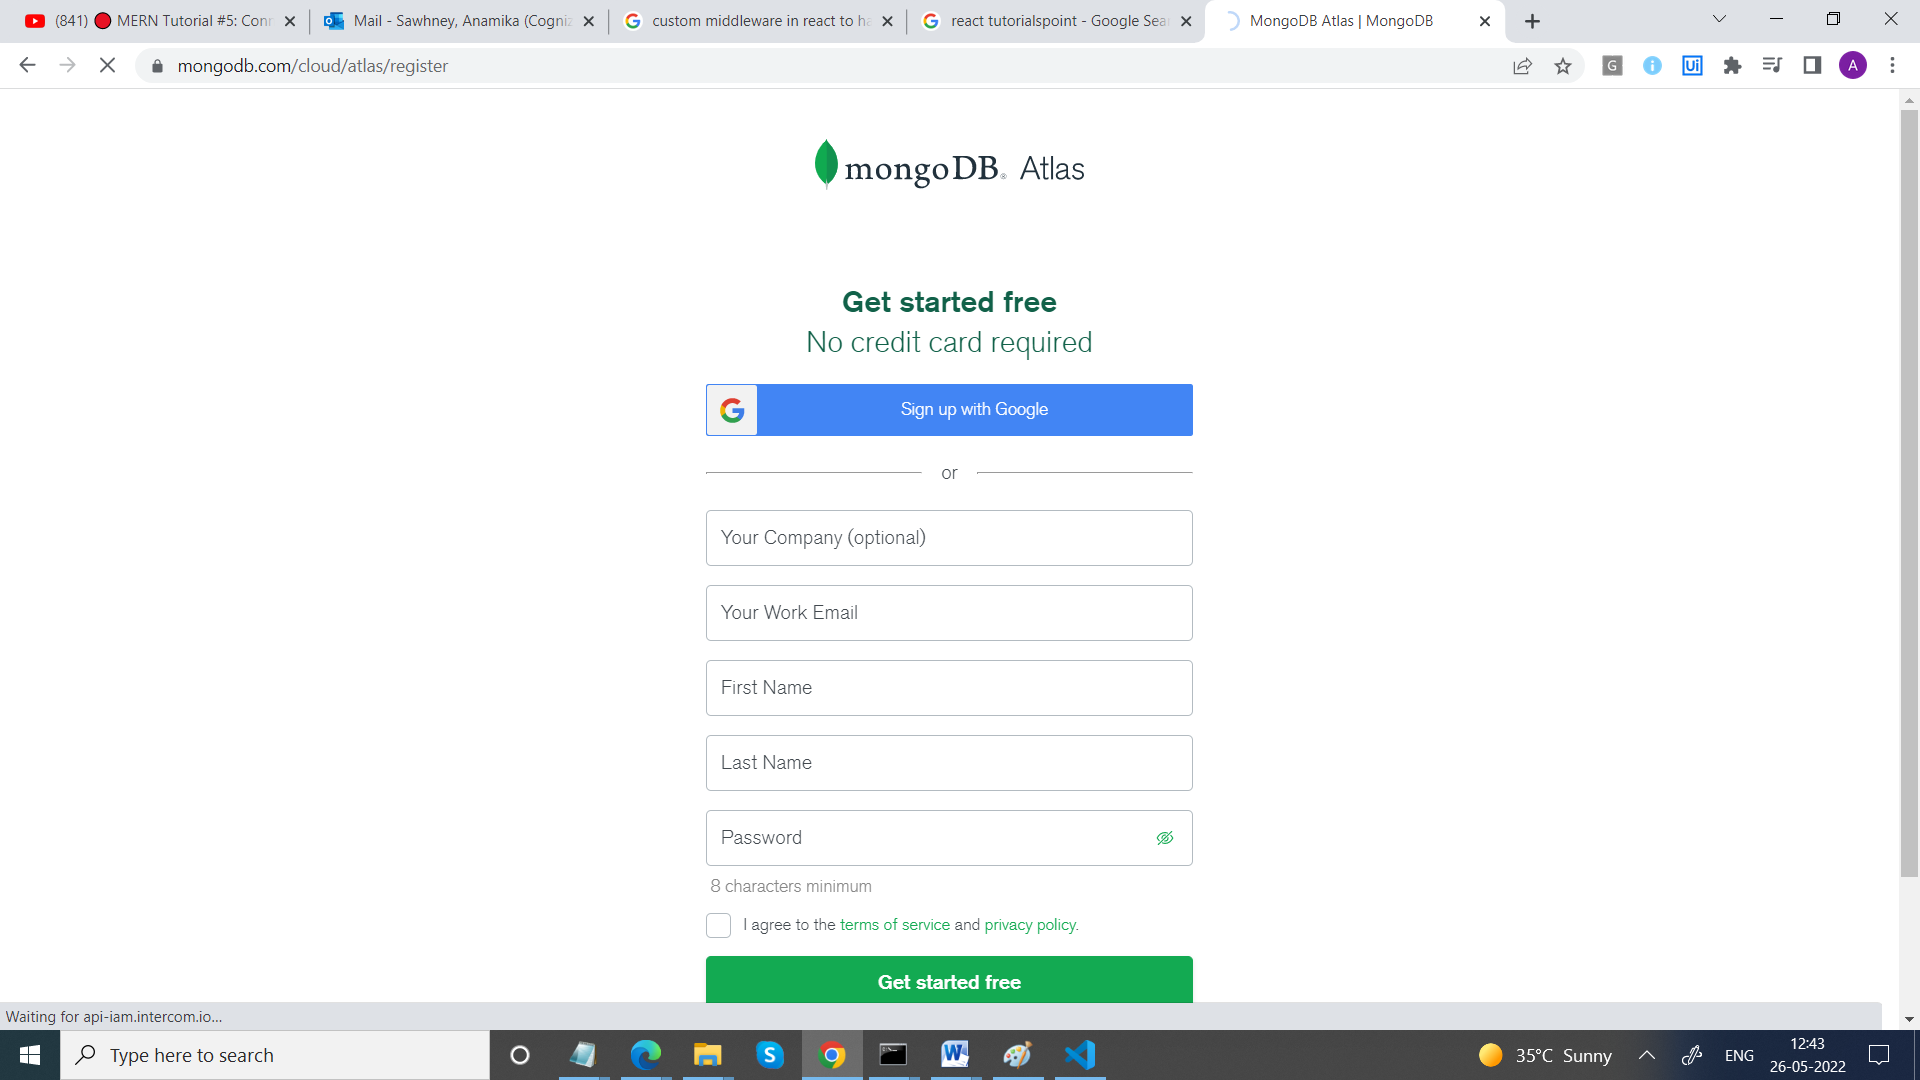 (841) 🔴 MERN Tutorial #5: Conn
Mail - Sawhney, Anamika (Cogniz
custom middleware in react to ha
react tutorialspoint - Google Sea
MongoDB Atlas | MongoDB
mongodb.com/cloud/atlas/register
G
i
Ui
A
mongoDB® Atlas
Get started free
No credit card required
G
Sign up with Google
or
Your Company (optional)
Your Work Email
First Name
Last Name
Password
8 characters minimum
I agree to the terms of service and privacy policy.
Get started free
Waiting for api-iam.intercom.io...
Type here to search
35°C Sunny
ENG
12:43
26-05-2022